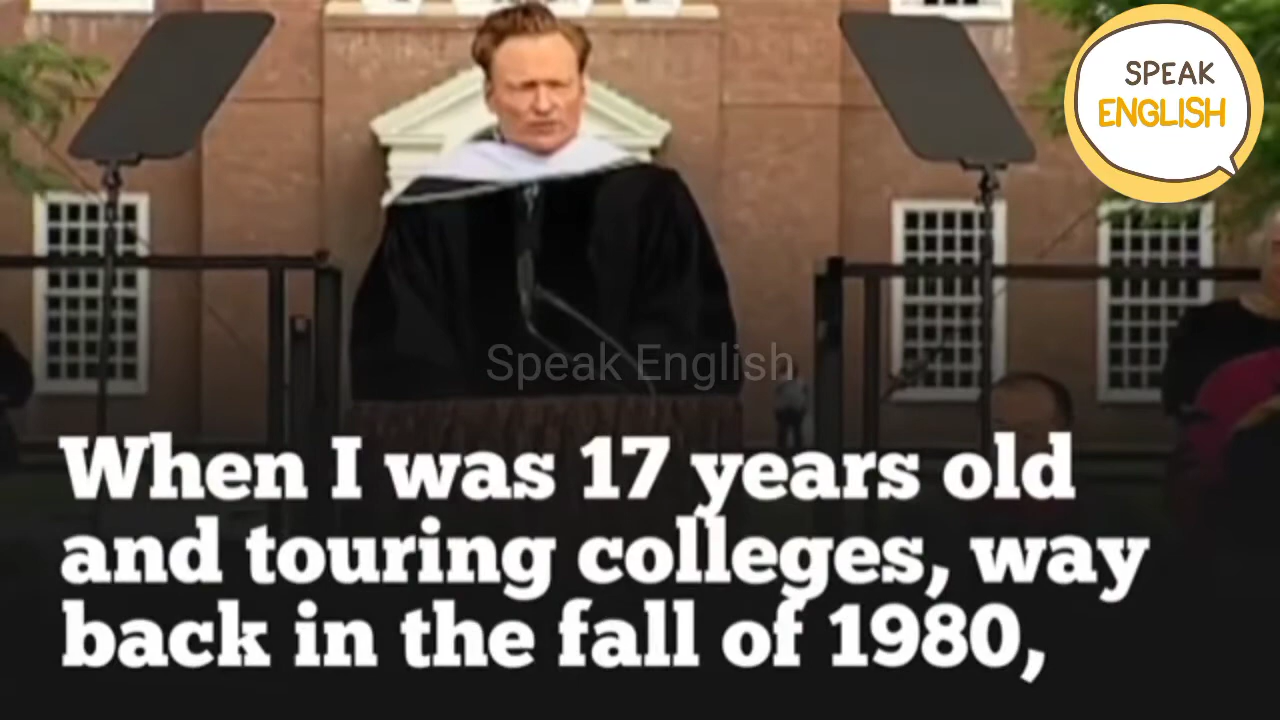 SPEAK
ENGLISH
Speak English
When I was 17 years old
and touring colleges, way
back in the fall of 1980,